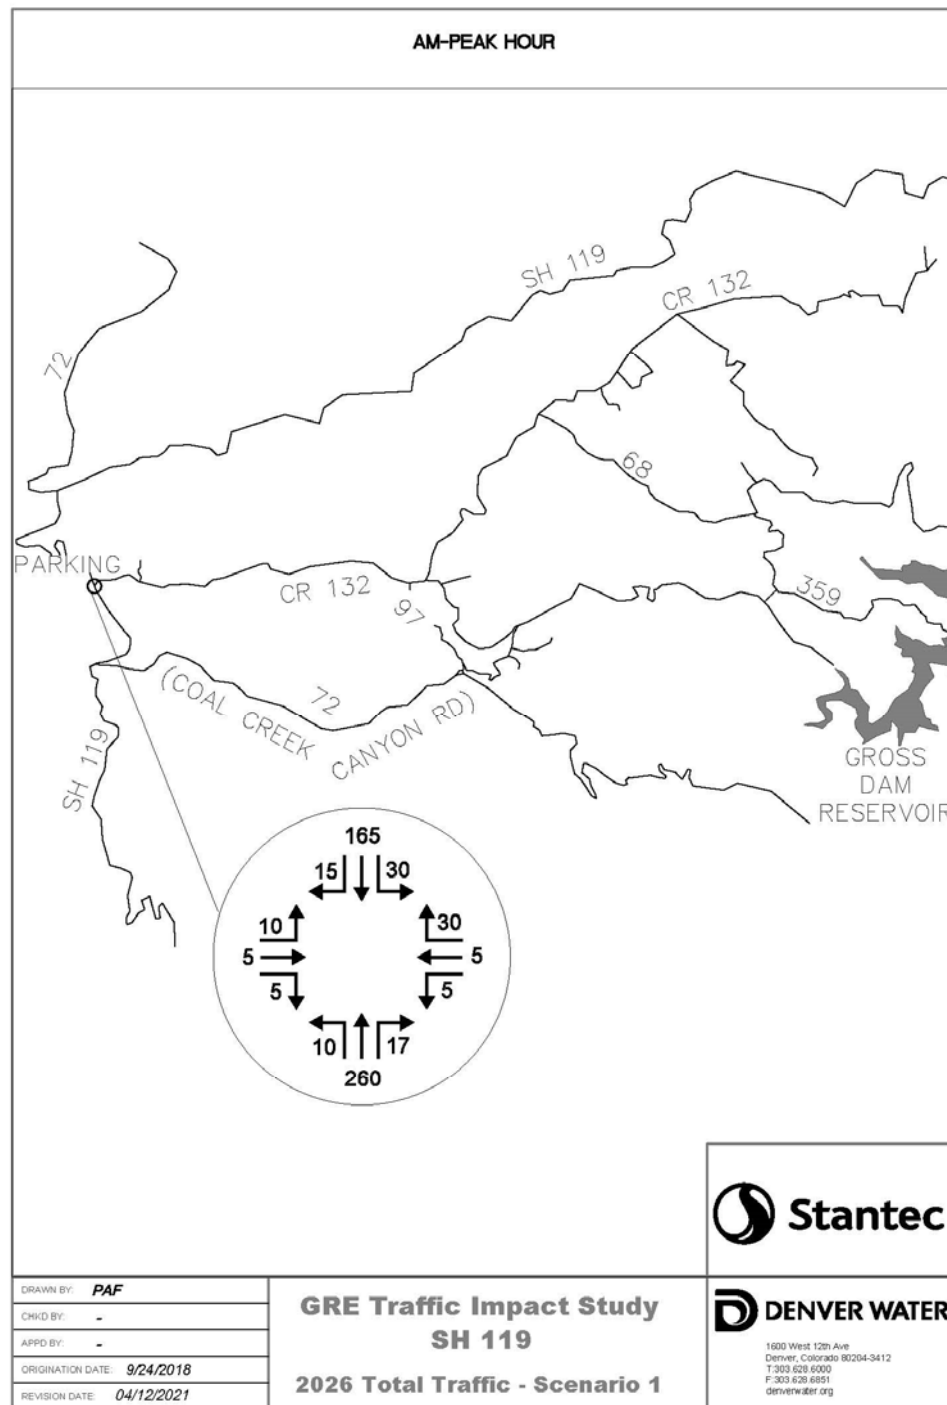 AM-PEAK HOUR
SH 119
CR 132
72
68
PARKING
CR 132
97
359
(COAL CREEK
72
CANYON RD)
SH 119
GROSS
DAM
RESERVOIR
165
15 30
10 30
5 5
5 5
10 17
260
Stantec
DRAWN BY: PAF
CHKD BY: -
APPD BY: -
ORIGINATION DATE: 9/24/2018
REVISION DATE: 04/12/2021
GRE Traffic Impact Study
SH 119
2026 Total Traffic - Scenario 1
DENVER WATER
1600 West 12th Ave
Denver, Colorado 80204-3412
T:303.628.6000
F:303.628.6851
denverwater.org